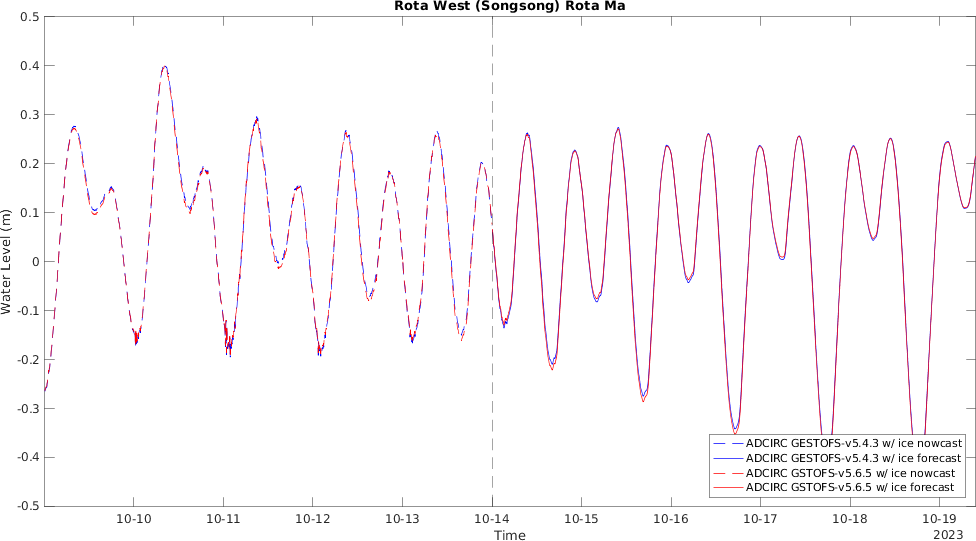 Rota West (Songsong) Rota Ma
0.5
0.4
0.3
0.2
0.1
0
-0.1
-0.2
-0.3
-0.4
-0.5
Water Level (m)
ADCIRC GESTOFS-v5.4.3 w/ ice nowcast
ADCIRC GESTOFS-v5.4.3 w/ ice forecast
ADCIRC GSTOFS-v5.6.5 w/ ice nowcast
ADCIRC GSTOFS-v5.6.5 w/ ice forecast
10-10 10-11 10-12 10-13 10-14 10-15 10-16 10-17 10-18 10-19
Time
2023